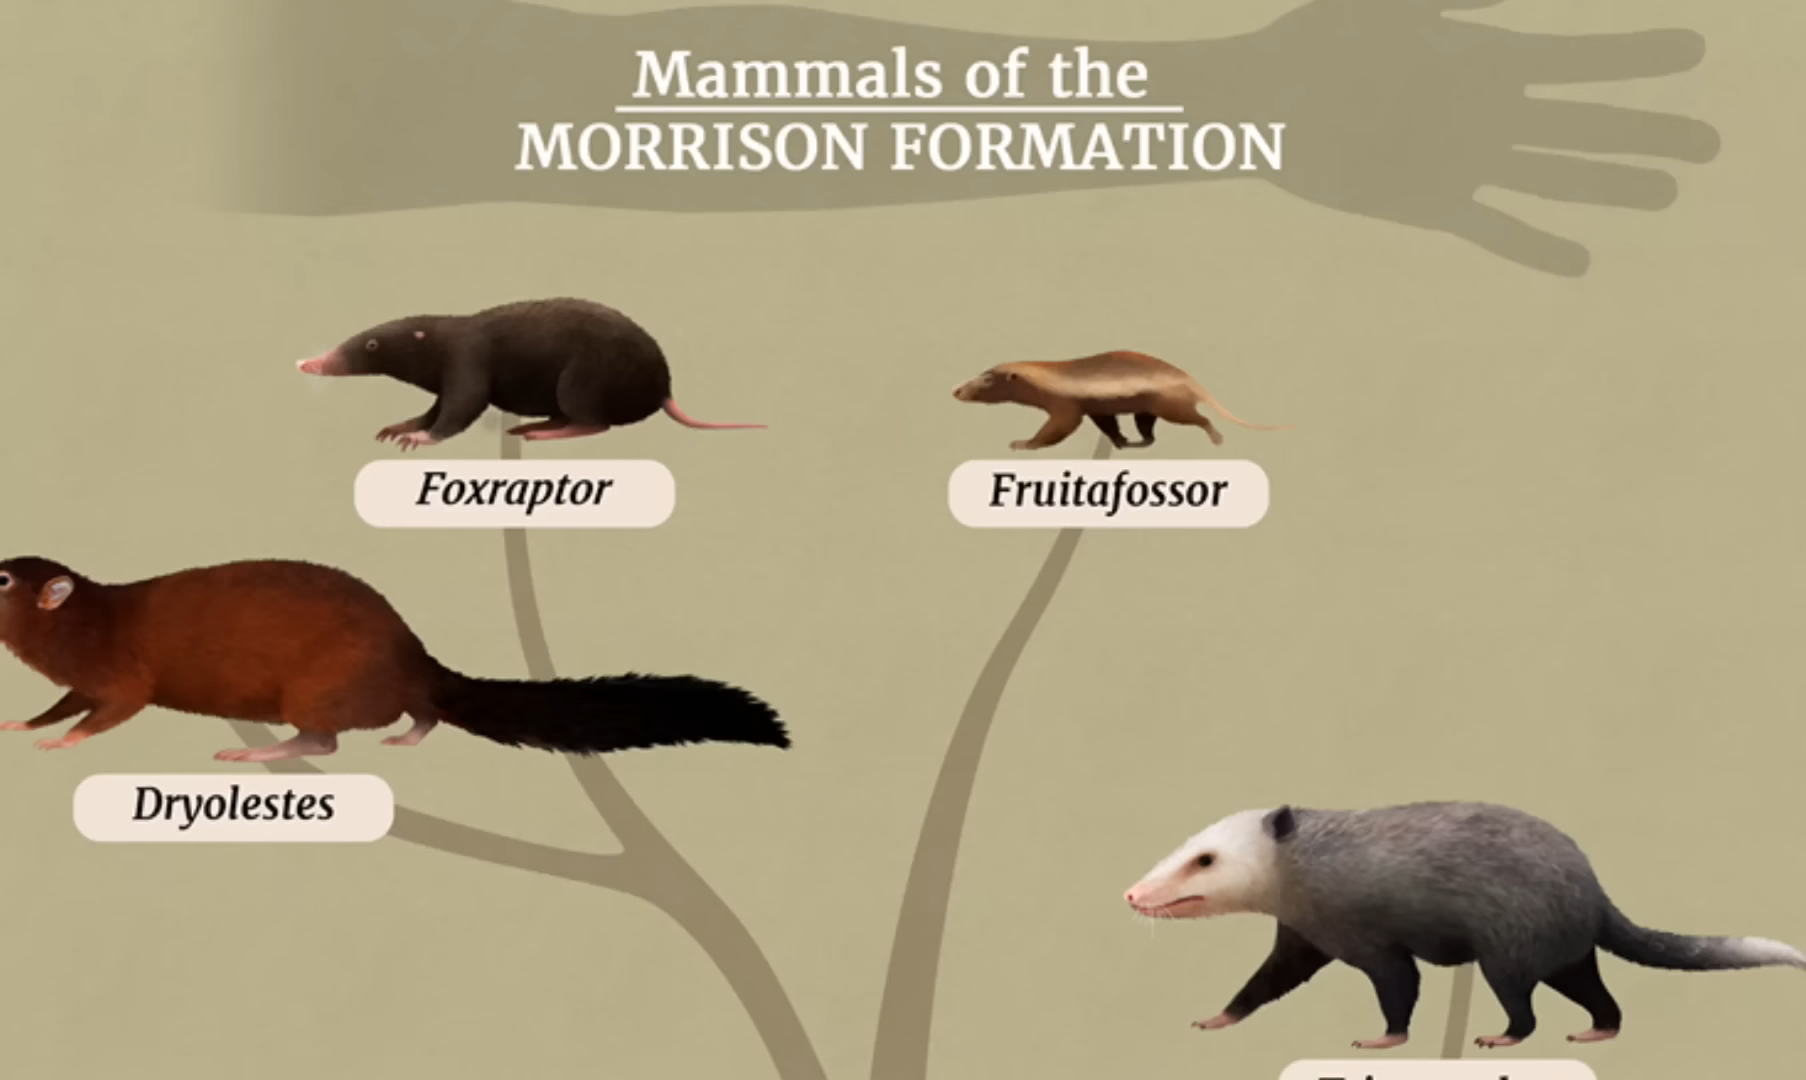 Mammals of the
MORRISON FORMATION
Foxraptor
Fruitafossor
Dryolestes